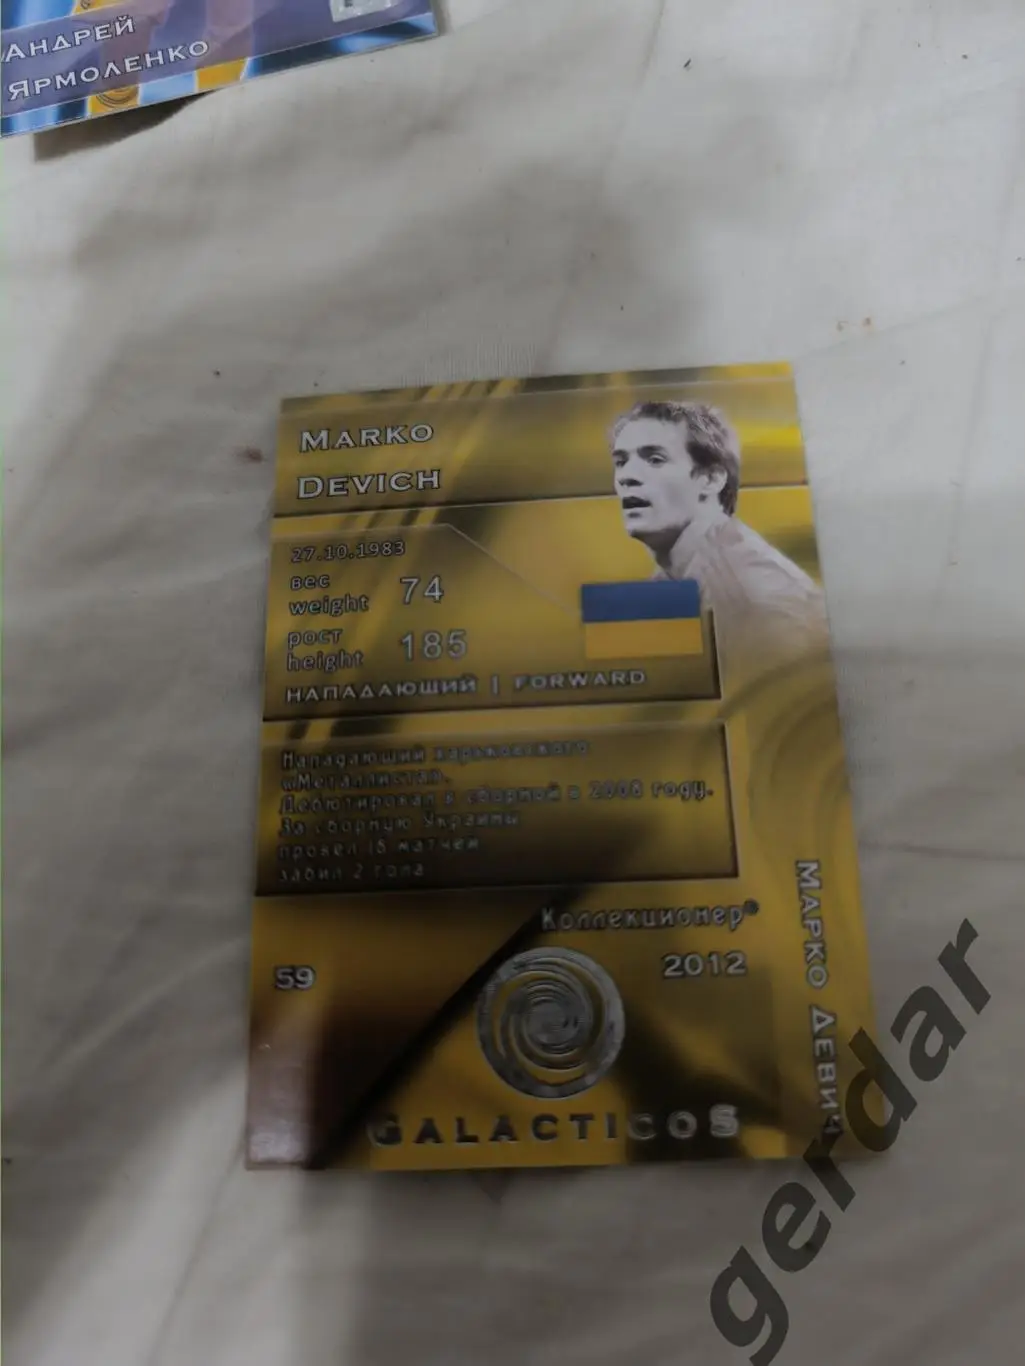 Андрей
Ярмоленко
Marko
Devich
27.10.1983
вес
weight
74
рост
height
185
нападающий | forward
Нападающий харьковского
«Металлиста».
Дебютировал в сборной в 2008 году.
За сборную Украины
провел 18 матчей
забил 2 гола
Коллекционер®
2012
59
GALACTICOS
Марко Девич
gerdar